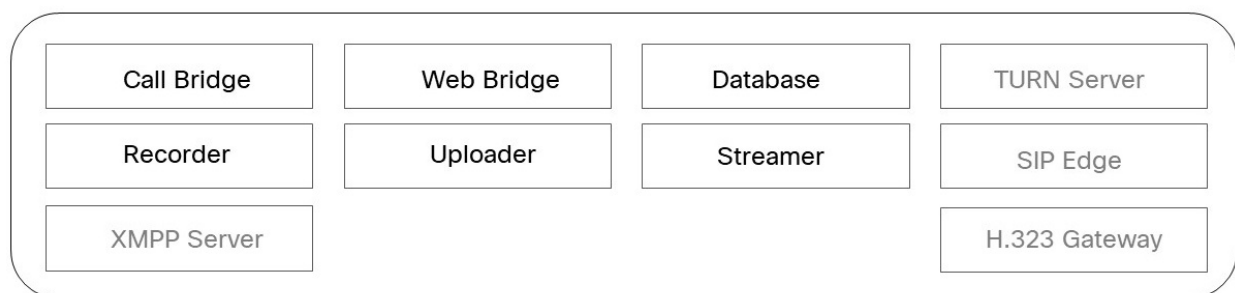 Call Bridge
Web Bridge
Database
TURN Server
Recorder
Uploader
Streamer
SIP Edge
XMPP Server
H.323 Gateway